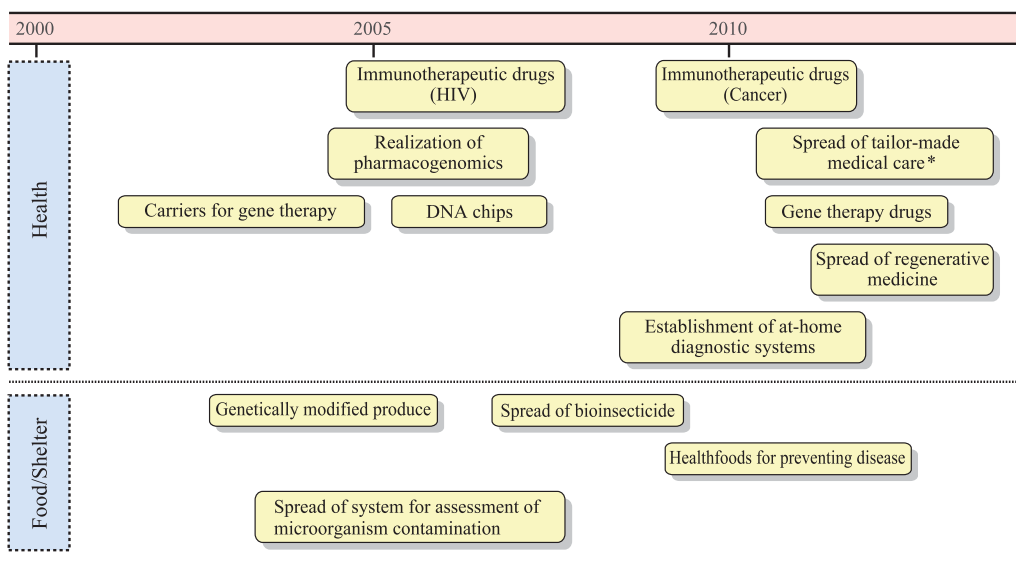 2000 2005 2010
Health
Immunotherapeutic drugs
(HIV)
Immunotherapeutic drugs
(Cancer)
Realization of
pharmacogenomics
Spread of tailor-made
medical care*
Carriers for gene therapy
DNA chips
Gene therapy drugs
Spread of regenerative
medicine
Establishment of at-home
diagnostic systems
Food/Shelter
Genetically modified produce
Spread of bioinsecticide
Healthfoods for preventing disease
Spread of system for assessment of
microorganism contamination